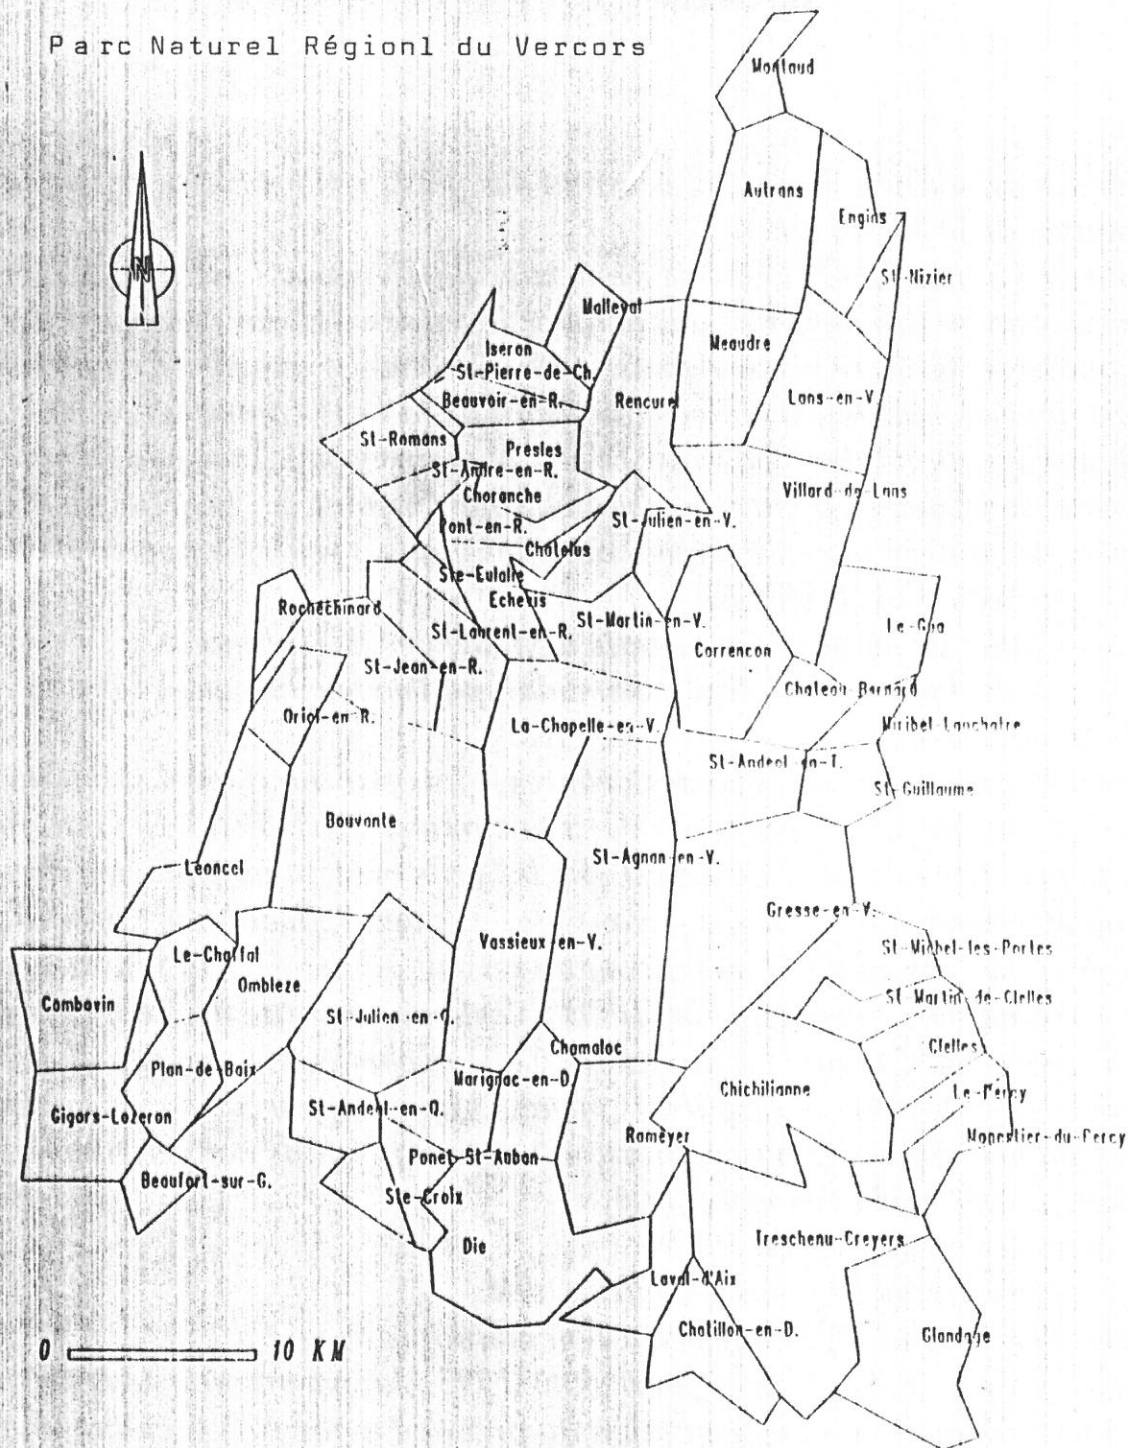 Parc Naturel Régionl du Vercors
Montaud
Autrans
Engins
N
St-Nizier
Malleval
Iseron
Meaudre
St-Pierre-de-Ch.
Beauvoir-en-R.
Rencurel
Lans-en-V
St-Romans
Presles
St-Andre-en-R.
Choranche
Villard-de-Lans
Pont-en-R.
St-Julien-en-V.
Chatelus
Ste-Eulalie
Echevis
Rochechinard
St-Martin-en-V.
Le-Gua
St-Laurent-en-R.
Correncon
St-Jean-en-R.
Chateau-Bernard
Oriol-en-R.
La-Chapelle-en-V.
Miribel-Lanchatre
St-Andeol-en-T.
St-Guillaume
Bouvante
St-Agnan-en-V.
Leoncel
Gresse-en-V.
Vassieux-en-V.
St-Michel-les-Portes
Le-Chaffal
Ombleze
Combovin
St-Martin-de-Clelles
St-Julien-en-Q.
Chamaloc
Clelles
Plan-de-Baix
Marignac-en-D.
Chichilianne
Le-Percy
Gigors-Lozeron
St-Andeol-en-Q.
Romeyer
Monestier-du-Percy
Ponet-St-Auban
Beaufort-sur-G.
Ste-Croix
Die
Treschenu-Creyers
Laval-d'Aix
Chatillon-en-D.
Glandage
0 10 KM